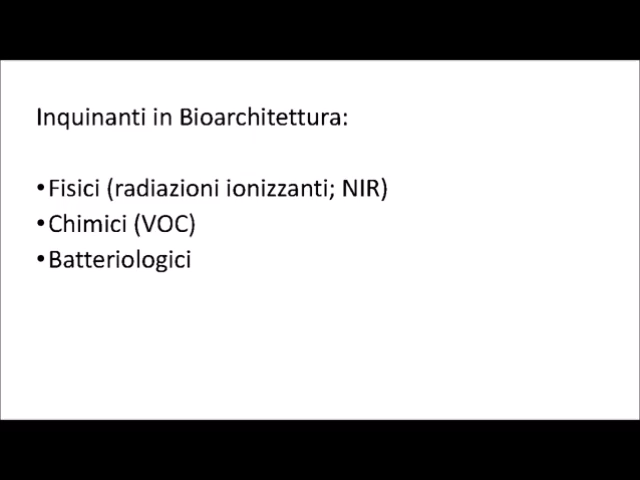 Inquinanti in Bioarchitettura:
•Fisici (radiazioni ionizzanti; NIR)
•Chimici (VOC)
•Batteriologici